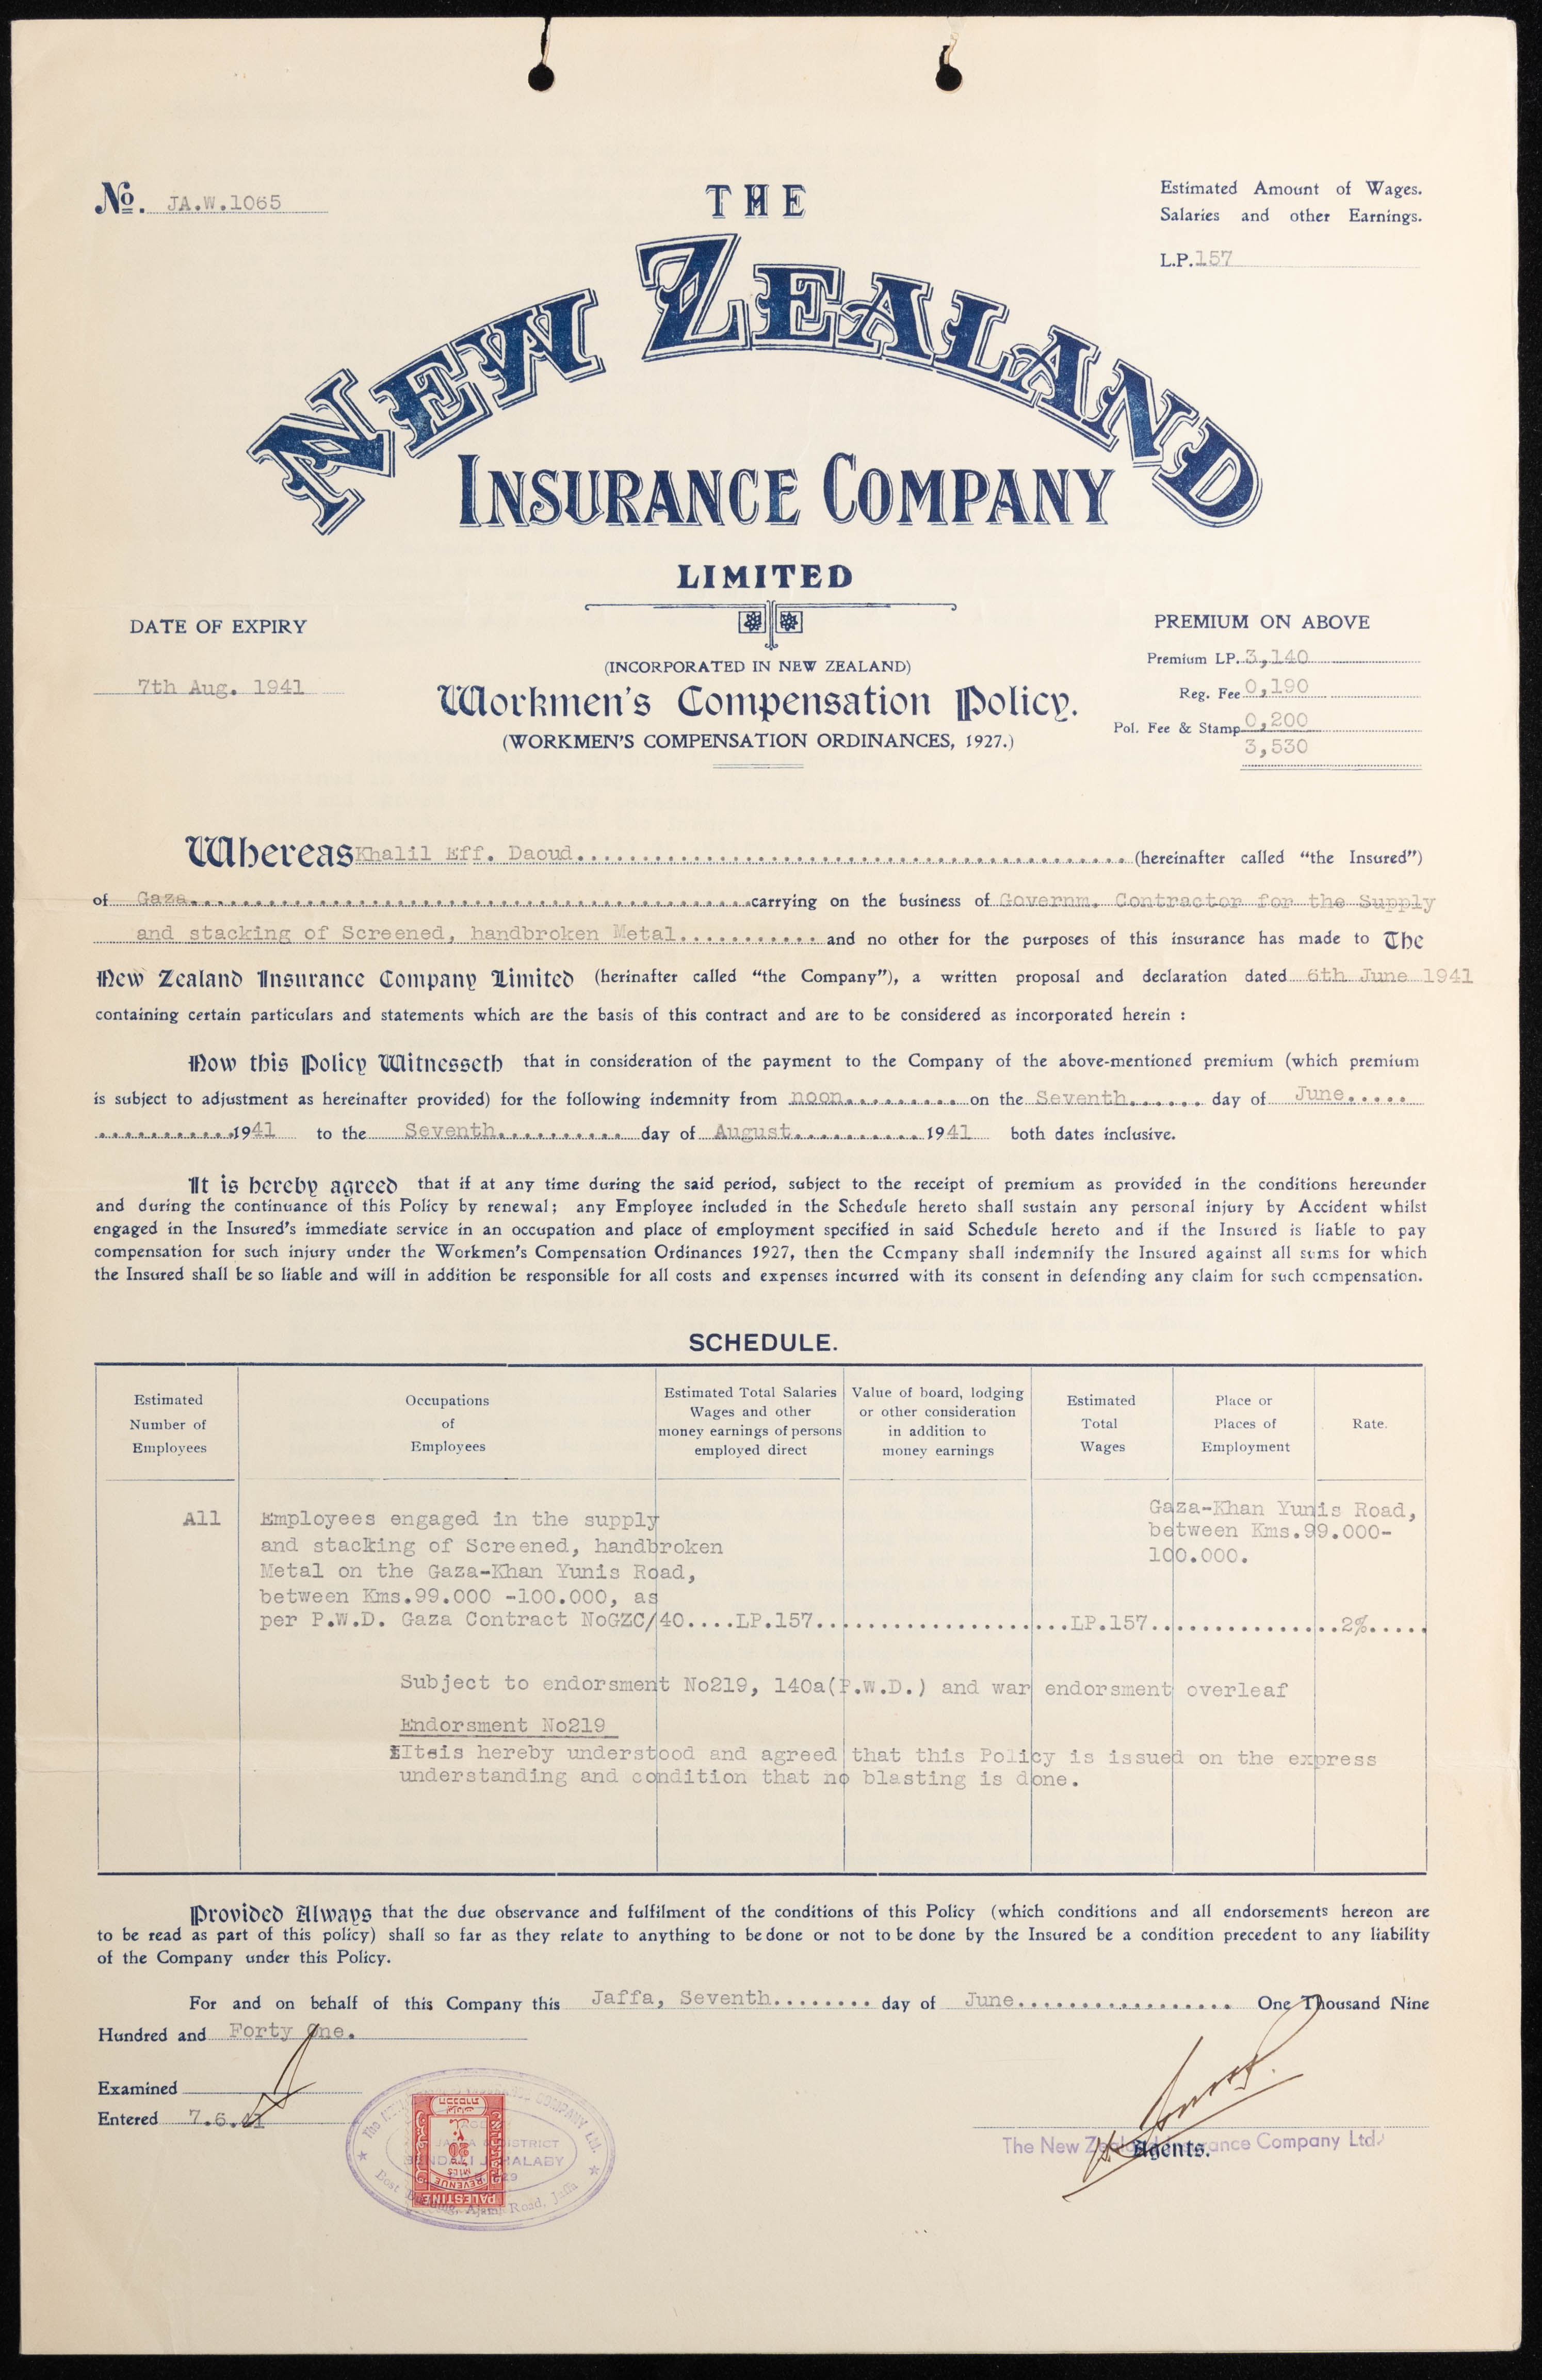 No. JA.W.1065
THE
NEW ZEALAND
INSURANCE COMPANY
LIMITED
Estimated Amount of Wages.
Salaries and other Earnings.
L.P.157
DATE OF EXPIRY
7th Aug. 1941
(INCORPORATED IN NEW ZEALAND)
Workmen's Compensation Policy.
(WORKMEN'S COMPENSATION ORDINANCES, 1927.)
PREMIUM ON ABOVE
Premium LP. 3,140
Reg. Fee 0,190
Pol. Fee & Stamp 0,200
3,530
Whereas Khalil Eff. Daoud (hereinafter called "the Insured")
of Gaza carrying on the business of Governm. Contractor for the Supply
and stacking of Screened, handbroken Metal and no other for the purposes of this insurance has made to The
New Zealand Insurance Company Limited (herinafter called "the Company"), a written proposal and declaration dated 6th June 1941
containing certain particulars and statements which are the basis of this contract and are to be considered as incorporated herein :
Now this Policy Witnesseth that in consideration of the payment to the Company of the above-mentioned premium (which premium
is subject to adjustment as hereinafter provided) for the following indemnity from noon on the Seventh day of June
1941 to the Seventh day of August 1941 both dates inclusive.
It is hereby agreed that if at any time during the said period, subject to the receipt of premium as provided in the conditions hereunder
and during the continuance of this Policy by renewal; any Employee included in the Schedule hereto shall sustain any personal injury by Accident whilst
engaged in the Insured's immediate service in an occupation and place of employment specified in said Schedule hereto and if the Insured is liable to pay
compensation for such injury under the Workmen's Compensation Ordinances 1927, then the Company shall indemnify the Insured against all sums for which
the Insured shall be so liable and will in addition be responsible for all costs and expenses incurred with its consent in defending any claim for such compensation.
SCHEDULE.
Estimated
Number of
Employees
Occupations
of
Employees
Estimated Total Salaries
Wages and other
money earnings of persons
employed direct
Value of board, lodging
or other consideration
in addition to
money earnings
Estimated
Total
Wages
Place or
Places of
Employment
Rate.
All
Employees engaged in the supply
and stacking of Screened, handbroken
Metal on the Gaza-Khan Yunis Road,
between Kms.99.000 -100.000, as
per P.W.D. Gaza Contract NoGZC/40....LP.157
LP.157
Gaza-Khan Yunis Road,
between Kms.99.000-
100.000.
2%
Subject to endorsment No219, 140a(P.W.D.) and war endorsment overleaf
Endorsment No219
It is hereby understood and agreed that this Policy is issued on the express
understanding and condition that no blasting is done.
Provided Always that the due observance and fulfilment of the conditions of this Policy (which conditions and all endorsements hereon are
to be read as part of this policy) shall so far as they relate to anything to be done or not to be done by the Insured be a condition precedent to any liability
of the Company under this Policy.
For and on behalf of this Company this Jaffa, Seventh day of June One Thousand Nine
Hundred and Forty One.
Examined
Entered 7.6.41
The New Zealand Insurance Company Ltd.
Agents.
COMPANY Ltd.
DISTRICT
HALABY
Ajami Road, Jaffa
PALESTINE
REVENUE
MILS
20